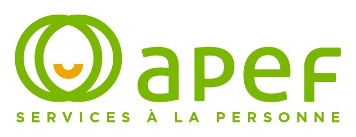 apef
SERVICES À LA PERSONNE